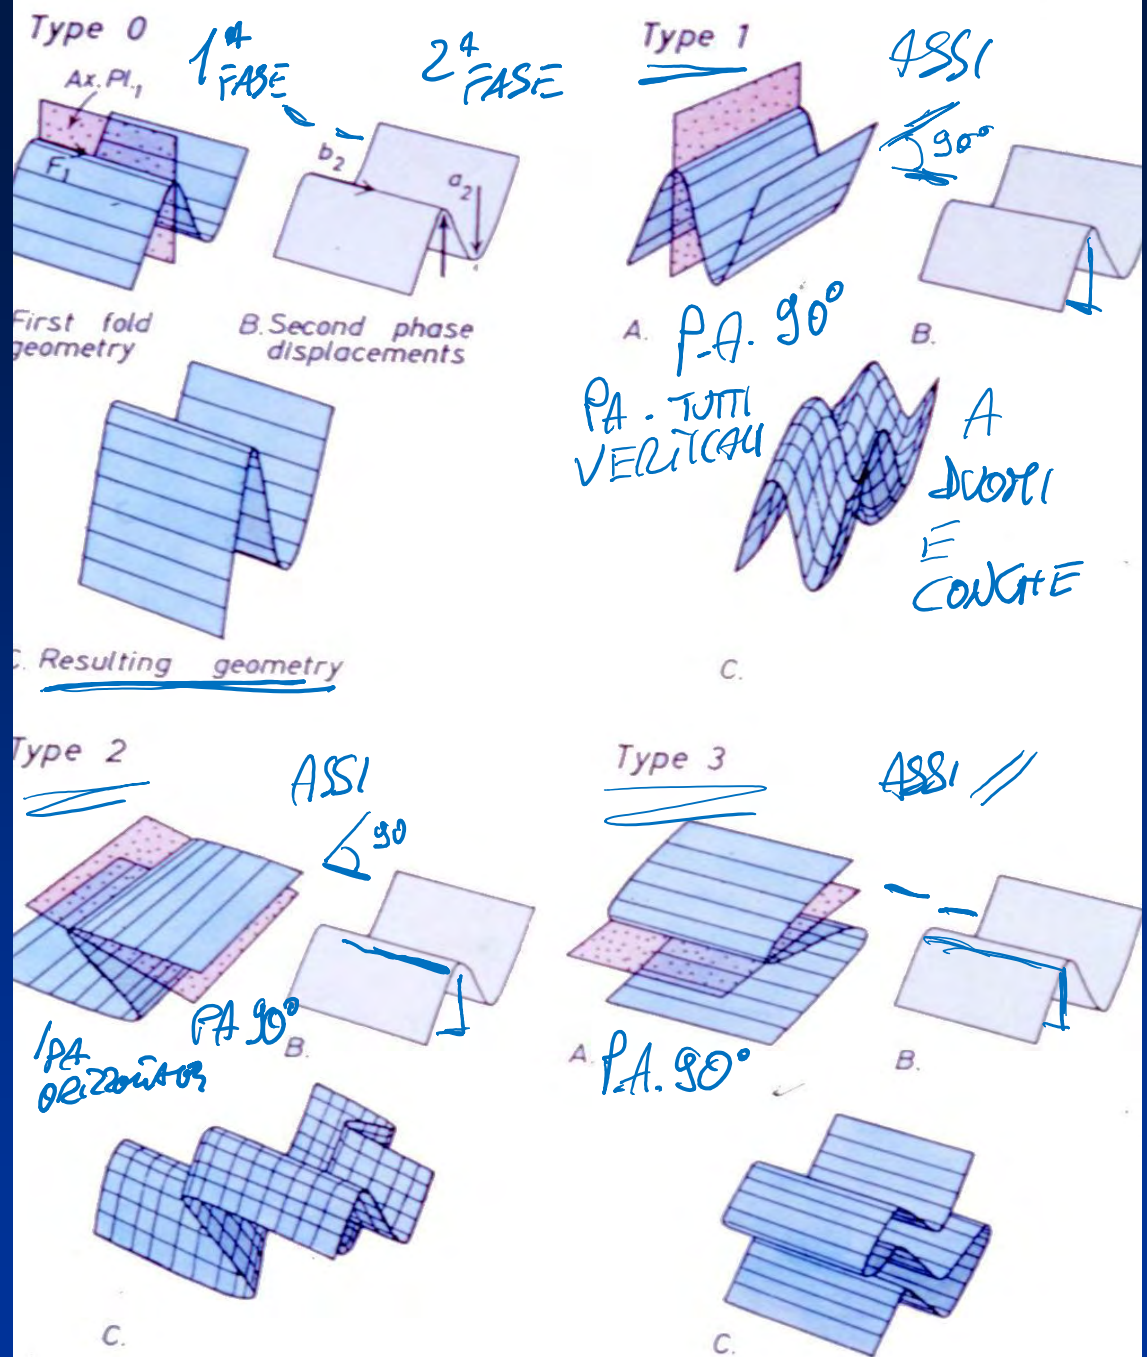 Type 0
1ª FASE
2ª FASE
Ax. Pl.1
F1
b2
a2
First fold
geometry
B. Second phase
displacements
C. Resulting geometry
Type 1
ASSI
90°
A.
P.A. 90°
B.
PA. TUTTI
VERTICALI
A
DUOMI
E
CONCHE
C.
Type 2
ASSI
90
PA 90°
B.
1PA
C.
Type 3
ASSI //
A.
P.A. 90°
B.
C.